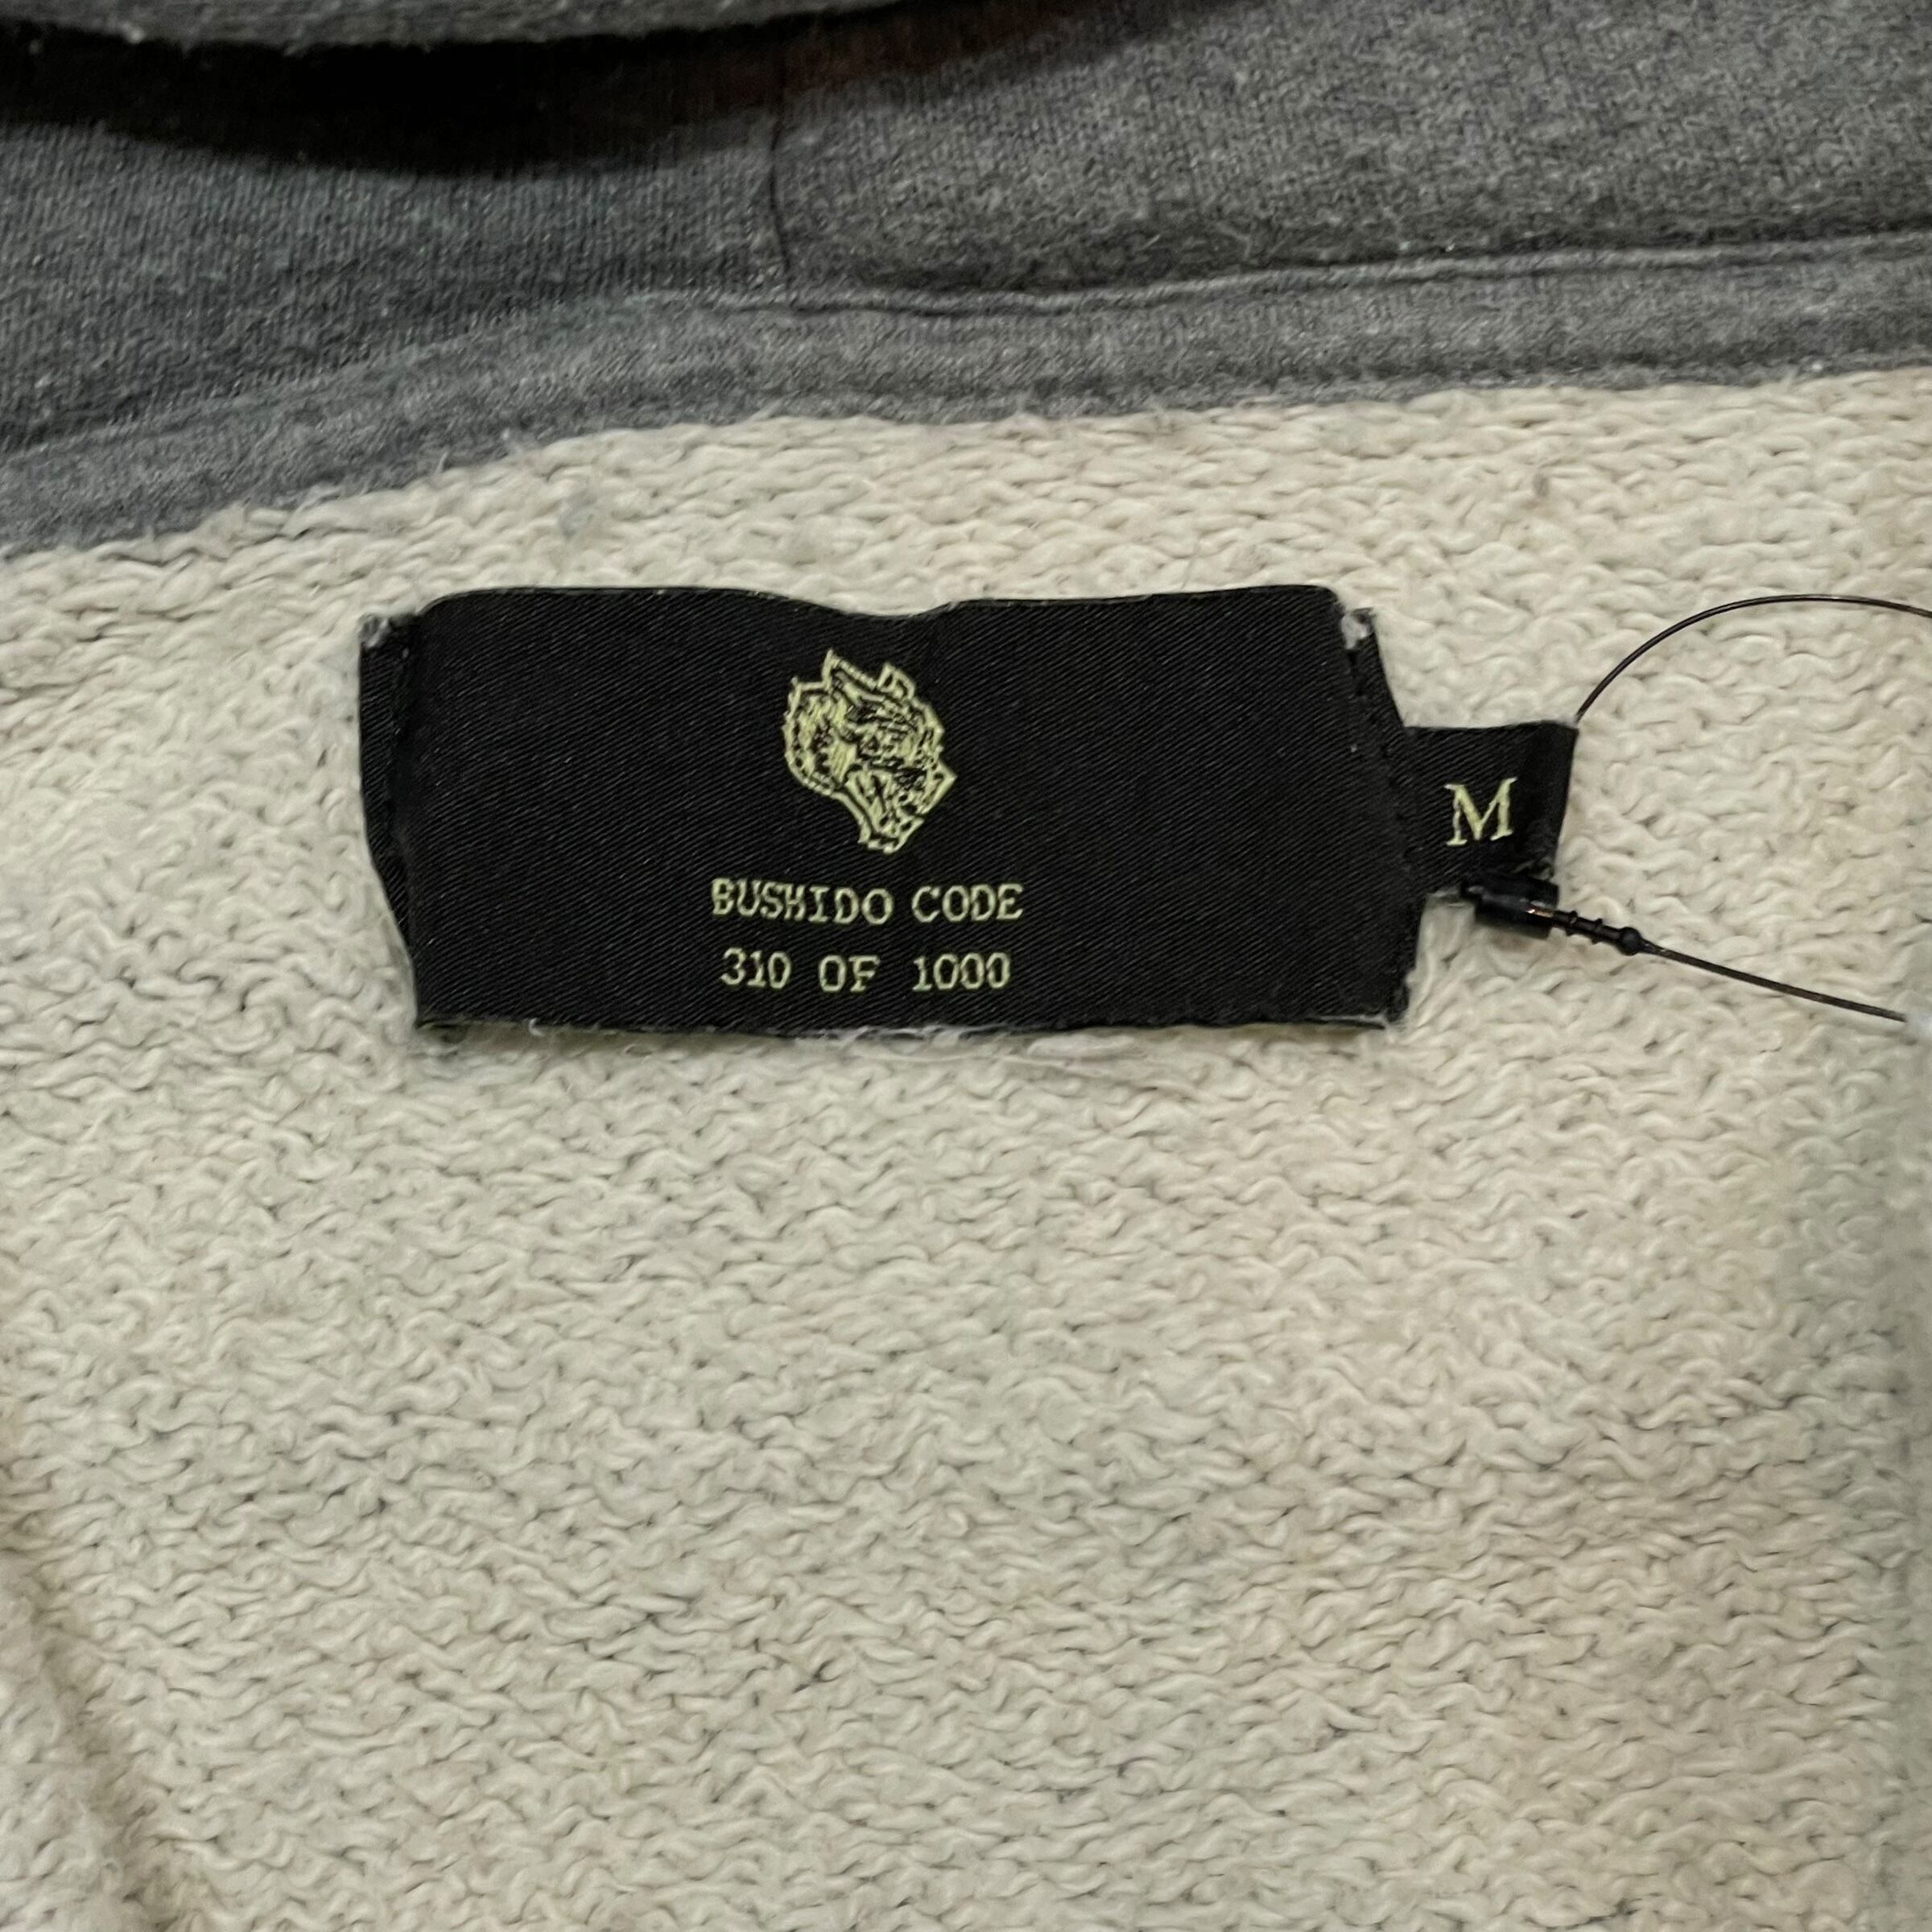 BUSHIDO CODE
310 OF 1000
M